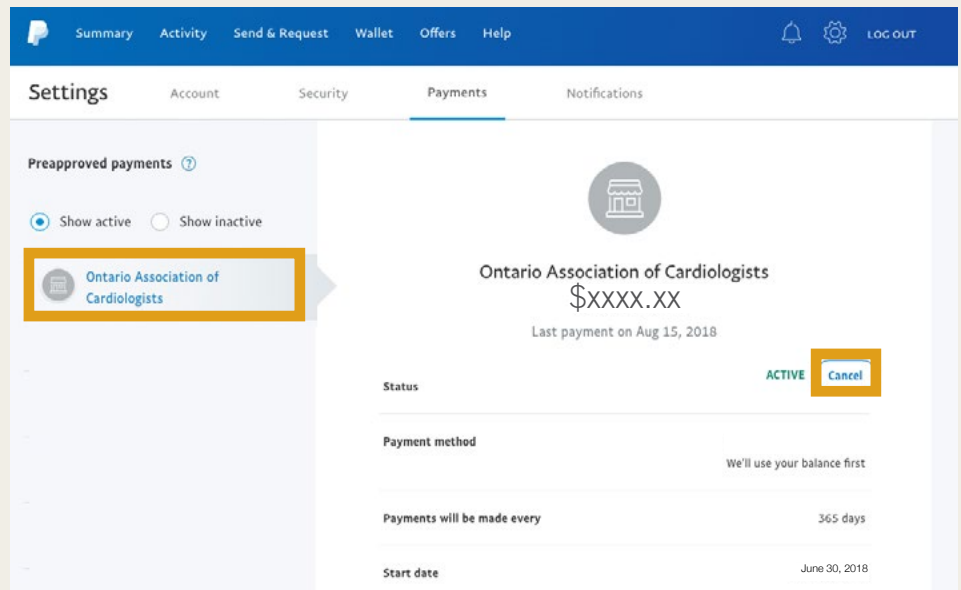 Summary Activity Send & Request Wallet Offers Help LOG OUT
Settings Account Security Payments Notifications
Preapproved payments ?
Show active Show inactive
Ontario Association of
Cardiologists
Ontario Association of Cardiologists
$xxxx.xx
Last payment on Aug 15, 2018
Status ACTIVE Cancel
Payment method
We'll use your balance first
Payments will be made every 365 days
Start date June 30, 2018